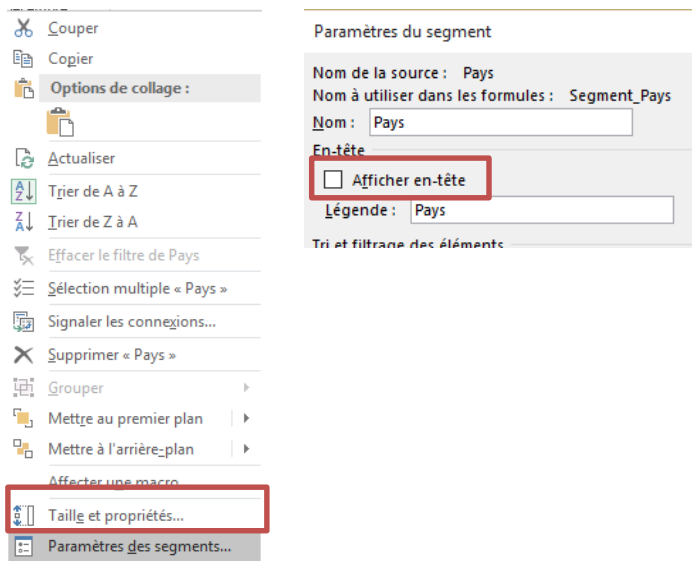 Couper
Copier
Options de collage :
Actualiser
Trier de A à Z
Trier de Z à A
Effacer le filtre de Pays
Sélection multiple « Pays »
Signaler les connexions...
Supprimer « Pays »
Grouper
Mettre au premier plan
Mettre à l'arrière-plan
Affecter une macro
Taille et propriétés...
Paramètres des segments...
Paramètres du segment
Nom de la source : Pays
Nom à utiliser dans les formules : Segment_Pays
Nom : Pays
En-tête
Afficher en-tête
Légende : Pays
Tri et filtrage des éléments